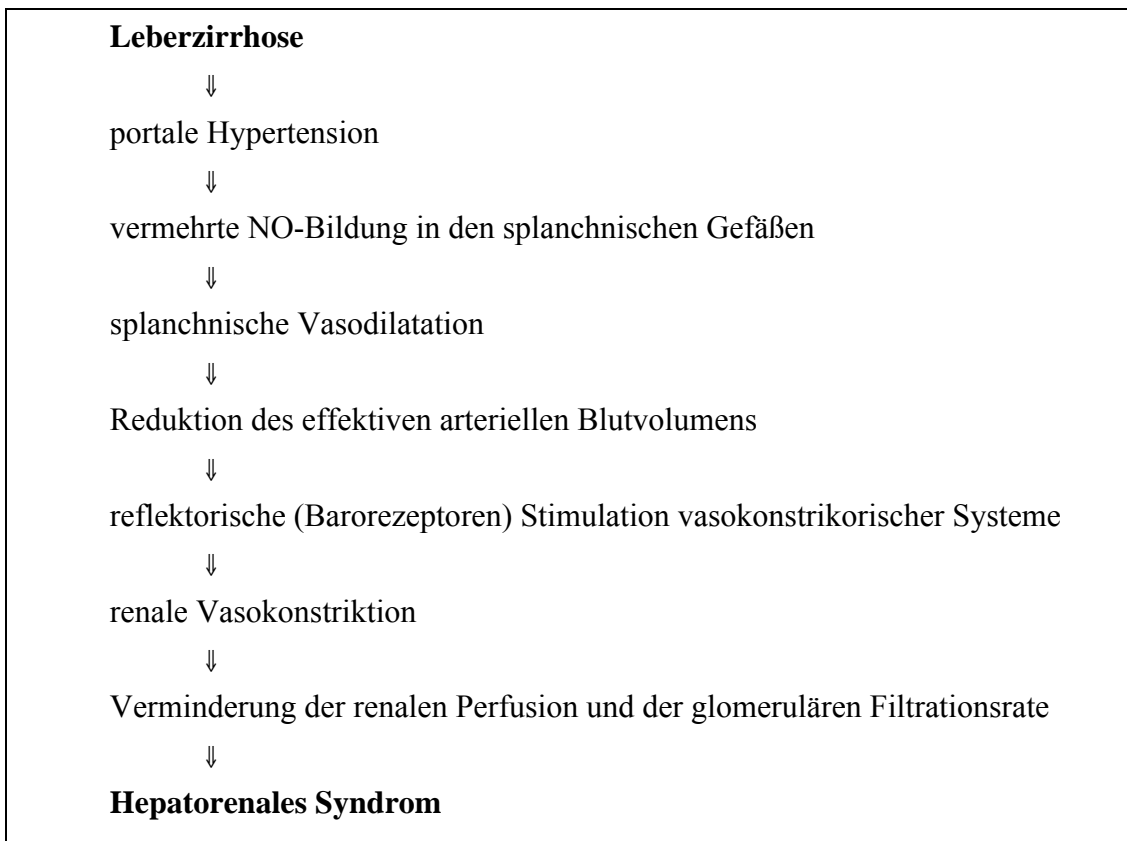 Leberzirrhose
⇓
portale Hypertension
⇓
vermehrte NO-Bildung in den splanchnischen Gefäßen
⇓
splanchnische Vasodilatation
⇓
Reduktion des effektiven arteriellen Blutvolumens
⇓
reflektorische (Barorezeptoren) Stimulation vasokonstrikorischer Systeme
⇓
renale Vasokonstriktion
⇓
Verminderung der renalen Perfusion und der glomerulären Filtrationsrate
⇓
Hepatorenales Syndrom